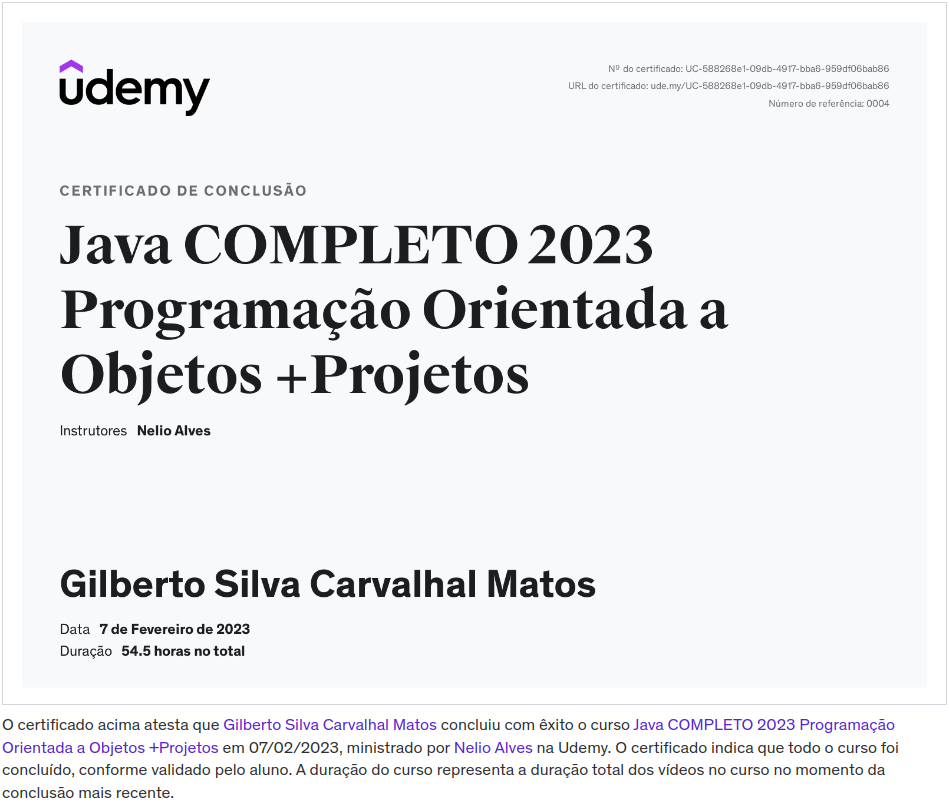 udemy
Nº do certificado: UC-588268e1-09db-4917-bba6-959df06bab86
URL do certificado: ude.my/UC-588268e1-09db-4917-bba6-959df06bab86
Número de referência: 0004
CERTIFICADO DE CONCLUSÃO
Java COMPLETO 2023
Programação Orientada a
Objetos +Projetos
Instrutores Nelio Alves
Gilberto Silva Carvalhal Matos
Data 7 de Fevereiro de 2023
Duração 54.5 horas no total
O certificado acima atesta que Gilberto Silva Carvalhal Matos concluiu com êxito o curso Java COMPLETO 2023 Programação
Orientada a Objetos +Projetos em 07/02/2023, ministrado por Nelio Alves na Udemy. O certificado indica que todo o curso foi
concluído, conforme validado pelo aluno. A duração do curso representa a duração total dos vídeos no curso no momento da
conclusão mais recente.